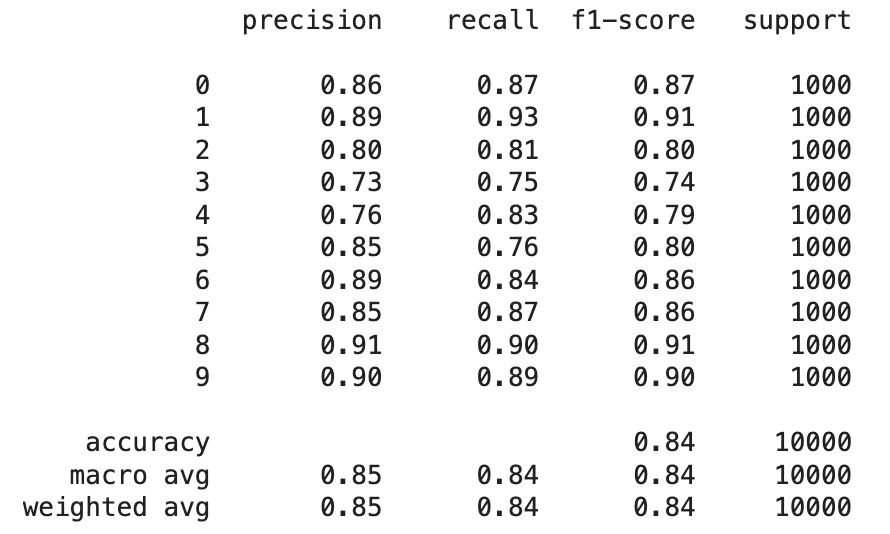 precision recall f1-score support
0 0.86 0.87 0.87 1000
1 0.89 0.93 0.91 1000
2 0.80 0.81 0.80 1000
3 0.73 0.75 0.74 1000
4 0.76 0.83 0.79 1000
5 0.85 0.76 0.80 1000
6 0.89 0.84 0.86 1000
7 0.85 0.87 0.86 1000
8 0.91 0.90 0.91 1000
9 0.90 0.89 0.90 1000
accuracy 0.84 10000
macro avg 0.85 0.84 0.84 10000
weighted avg 0.85 0.84 0.84 10000